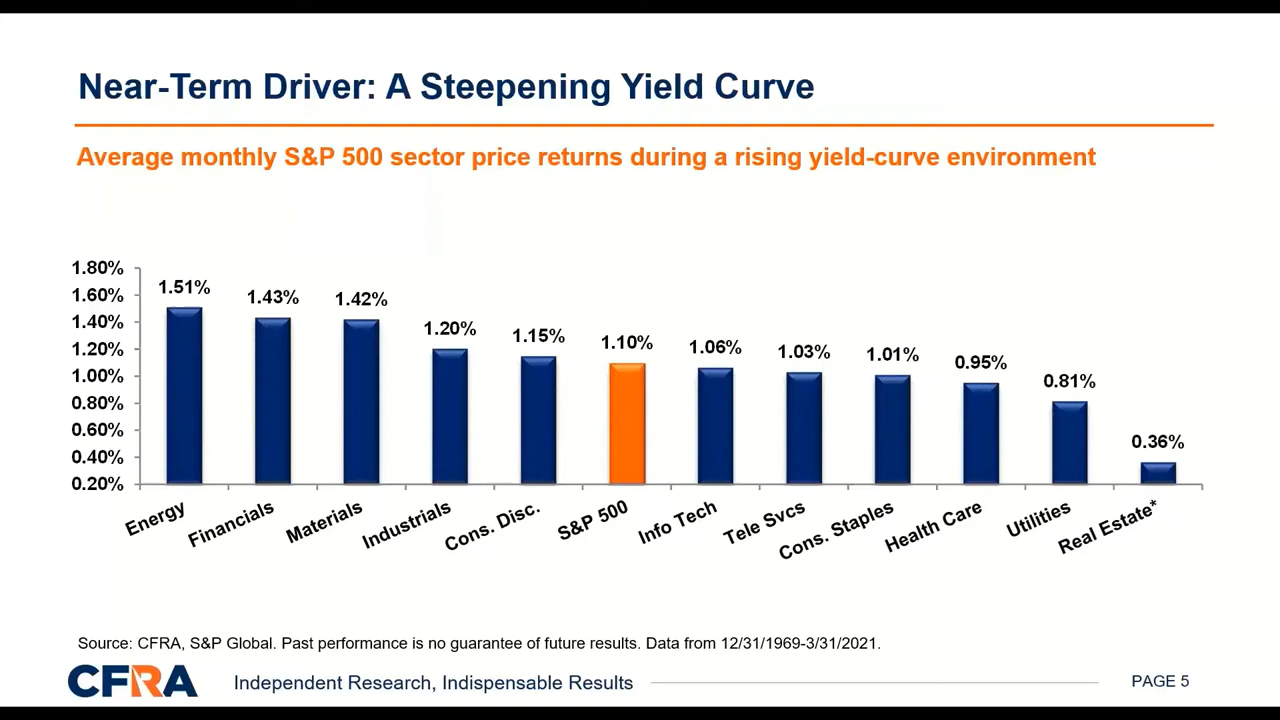 Near-Term Driver: A Steepening Yield Curve
Average monthly S&P 500 sector price returns during a rising yield-curve environment
1.80%
1.60%
1.40%
1.20%
1.00%
0.80%
0.60%
0.40%
0.20%
1.51%
1.43%
1.42%
1.20%
1.15%
1.10%
1.06%
1.03%
1.01%
0.95%
0.81%
0.36%
Energy
Financials
Materials
Industrials
Cons. Disc.
S&P 500
Info Tech
Tele Svcs
Cons. Staples
Health Care
Utilities
Real Estate*
Source: CFRA, S&P Global. Past performance is no guarantee of future results. Data from 12/31/1969-3/31/2021.
CFRA
Independent Research, Indispensable Results
PAGE 5